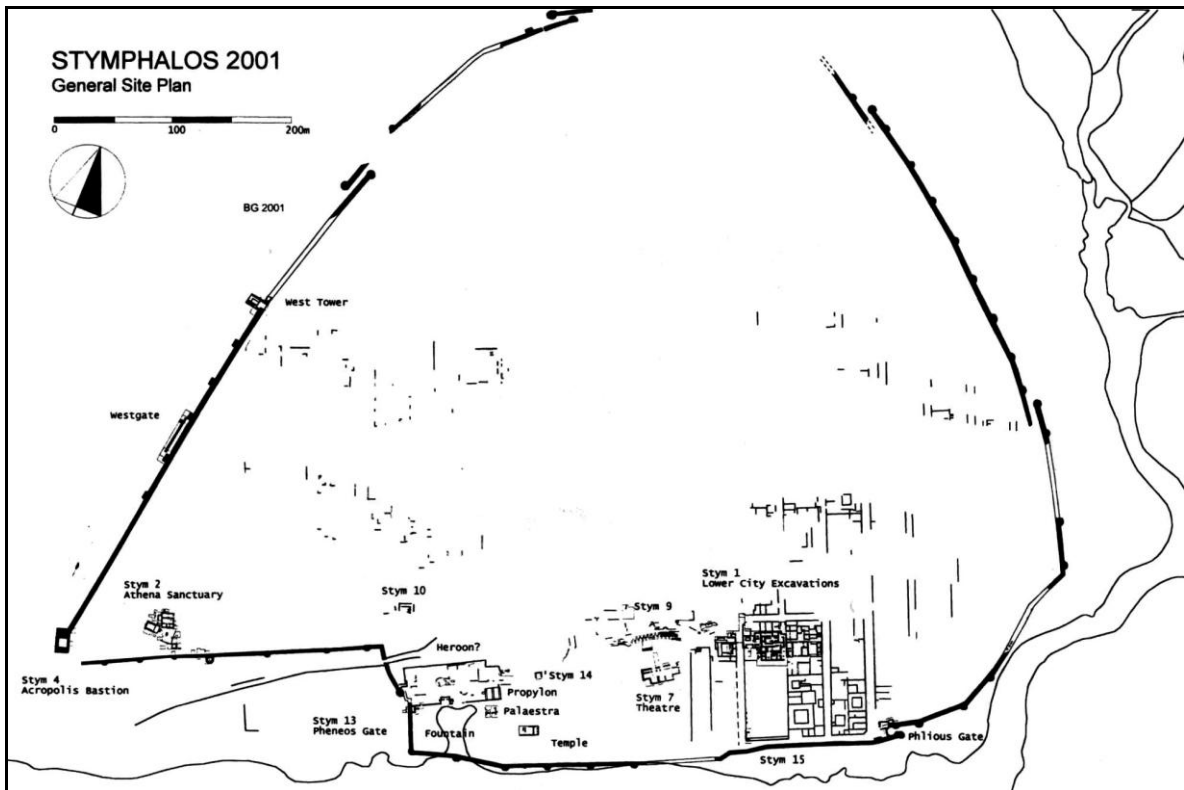 STYMPHALOS 2001
General Site Plan
0 100 200m
BG 2001
West Tower
Westgate
Stym 2
Athena Sanctuary
Stym 10
Stym 1
Lower City Excavations
Stym 9
Heroon?
Stym 14
Stym 4
Acropolis Bastion
Propylon
Stym 7
Theatre
Palaestra
Stym 13
Pheneos Gate
Fountain
Temple
Phlious Gate
Stym 15